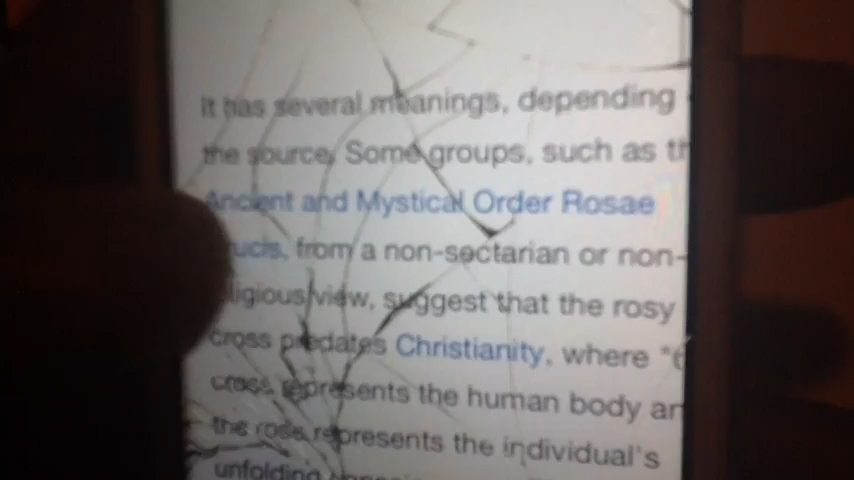 It has several meanings, depending
the source. Some groups, such as th
Ancient and Mystical Order Rosae
ucis, from a non-sectarian or non-
ligious view, suggest that the rosy
cross predates Christianity, where "t
cross represents the human body an
the rose represents the individual's
unfolding